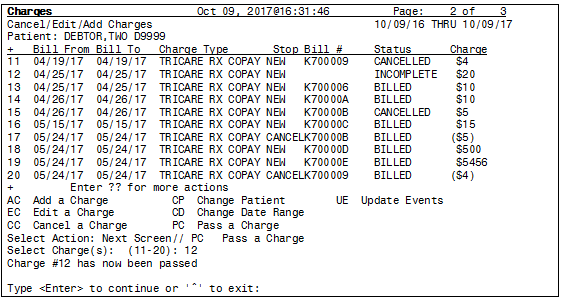 Charges Oct 09, 2017@16:31:46 Page: 2 of 3
Cancel/Edit/Add Charges 10/09/16 THRU 10/09/17
Patient: DEBTOR,TWO D9999
+ Bill From Bill To Charge Type Stop Bill # Status Charge
11 04/19/17 04/19/17 TRICARE RX COPAY NEW K700009 CANCELLED $4
12 04/25/17 04/25/17 TRICARE RX COPAY NEW INCOMPLETE $20
13 04/25/17 04/25/17 TRICARE RX COPAY NEW K700006 BILLED $10
14 04/26/17 04/26/17 TRICARE RX COPAY NEW K70000A BILLED $10
15 04/26/17 04/26/17 TRICARE RX COPAY NEW K70000B CANCELLED $5
16 05/15/17 05/15/17 TRICARE RX COPAY NEW K70000C BILLED $15
17 05/24/17 05/24/17 TRICARE RX COPAY CANCELK70000B BILLED ($5)
18 05/24/17 05/24/17 TRICARE RX COPAY NEW K70000D BILLED $500
19 05/24/17 05/24/17 TRICARE RX COPAY NEW K70000E BILLED $5456
20 05/24/17 05/24/17 TRICARE RX COPAY CANCELK700009 BILLED ($4)
+ Enter ?? for more actions
AC Add a Charge CP Change Patient UE Update Events
EC Edit a Charge CD Change Date Range
CC Cancel a Charge PC Pass a Charge
Select Action: Next Screen// PC Pass a Charge
Select Charge(s): (11-20): 12
Charge #12 has now been passed
Type <Enter> to continue or '^' to exit: